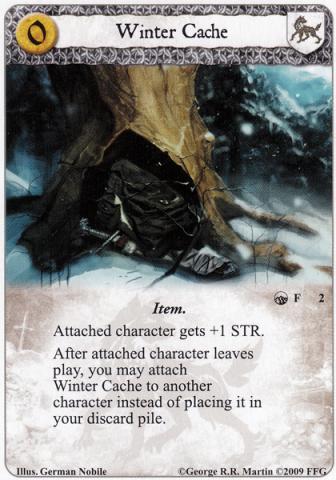 0
Winter Cache
F 2
Item.
Attached character gets +1 STR.
After attached character leaves
play, you may attach
Winter Cache to another
character instead of placing it in
your discard pile.
Illus. German Nobile ©George R.R. Martin ©2009 FFG